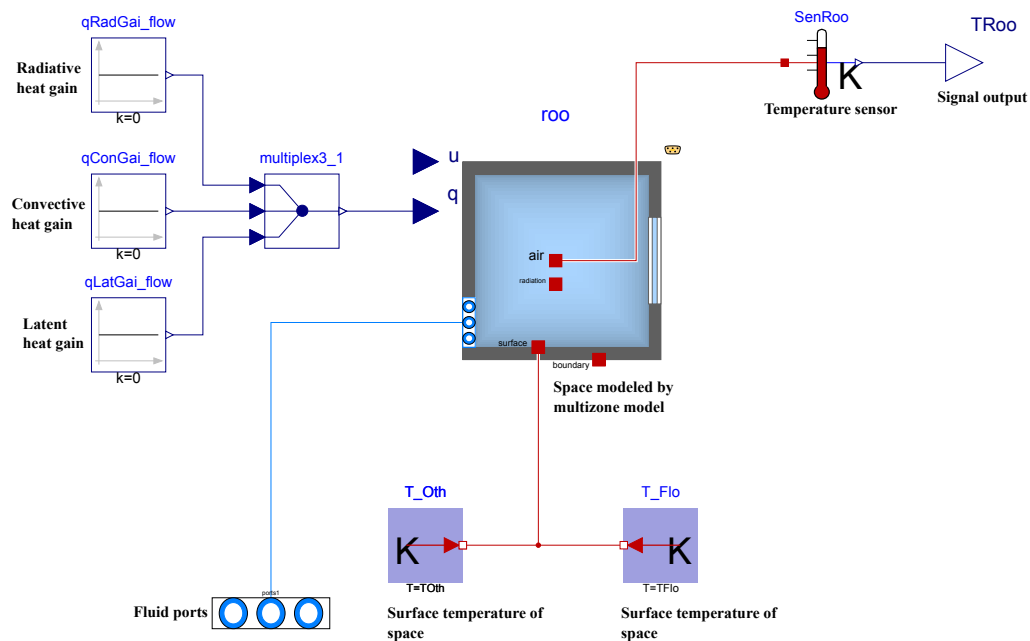 qRadGai_flow
Radiative
heat gain
k=0
qConGai_flow
Convective
heat gain
k=0
qLatGai_flow
Latent
heat gain
k=0
multiplex3_1
u
q
roo
air
radiation
surface
boundary
Space modeled by
multizone model
SenRoo
K
Temperature sensor
TRoo
Signal output
T_Oth
K
T=TOth
Surface temperature of
space
T_Flo
K
T=TFlo
Surface temperature of
space
Fluid ports
ports1